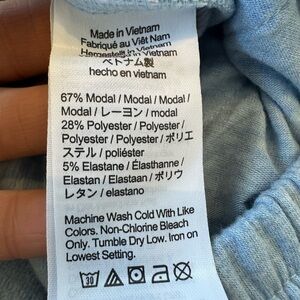 Made in Vietnam
Fabriqué au Viêt Nam
Hergestellt in Vietnam
ベトナム製
hecho en vietnam
67% Modal / Modal / Modal /
Modal / レーヨン / modal
28% Polyester / Polyester /
Polyester / Polyester / ポリエ
ステル / poliéster
5% Elastane / Élasthanne /
Elastan / Elastaan / ポリウ
レタン / elastano
Machine Wash Cold With Like
Colors. Non-Chlorine Bleach
Only. Tumble Dry Low. Iron on
Lowest Setting.
30